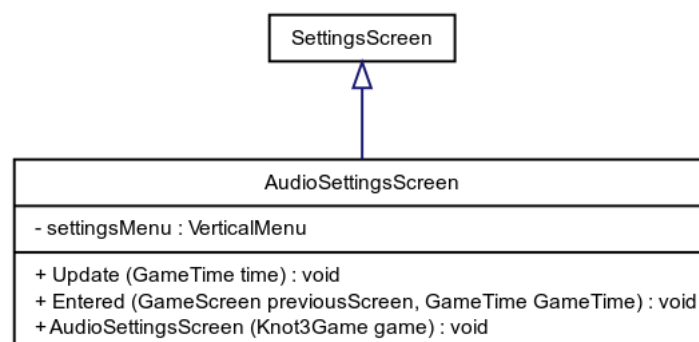 SettingsScreen
AudioSettingsScreen
- settingsMenu : VerticalMenu
+ Update (GameTime time) : void
+ Entered (GameScreen previousScreen, GameTime GameTime) : void
+AudioSettingsScreen (Knot3Game game) : void